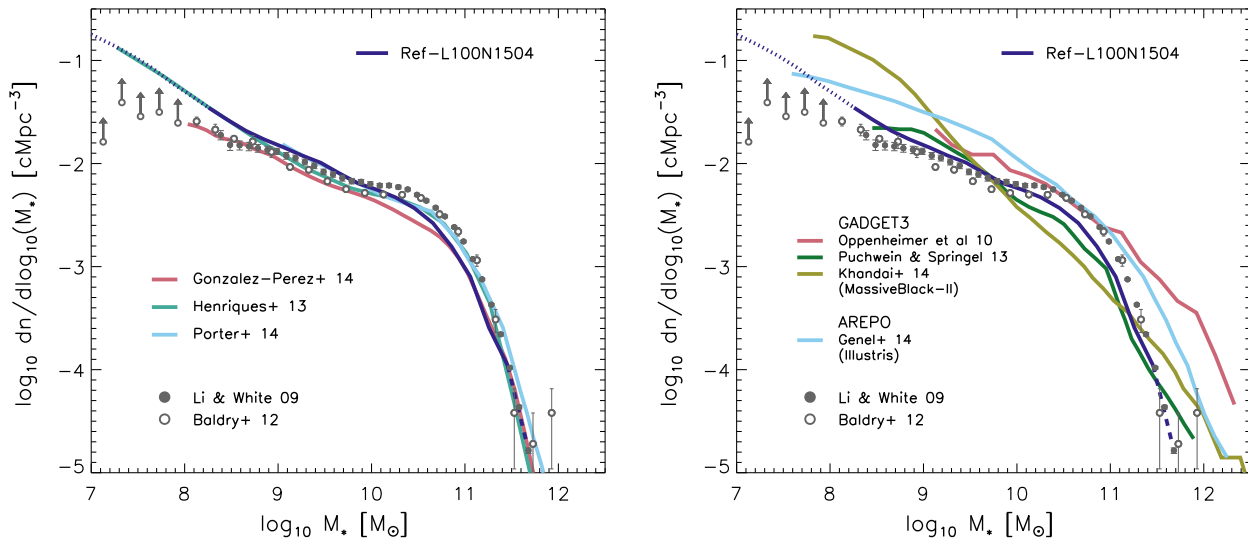 Ref-L100N1504
Gonzalez-Perez+ 14
Henriques+ 13
Porter+ 14
Li & White 09
Baldry+ 12
log₁₀ dn/dlog₁₀(M*) [cMpc⁻³]
-1
-2
-3
-4
-5
7 8 9 10 11 12
log₁₀ M* [M⊙]
Ref-L100N1504
GADGET3
Oppenheimer et al 10
Puchwein & Springel 13
Khandai+ 14
(MassiveBlack-II)
AREPO
Genel+ 14
(Illustris)
Li & White 09
Baldry+ 12
log₁₀ dn/dlog₁₀(M*) [cMpc⁻³]
-1
-2
-3
-4
-5
7 8 9 10 11 12
log₁₀ M* [M⊙]